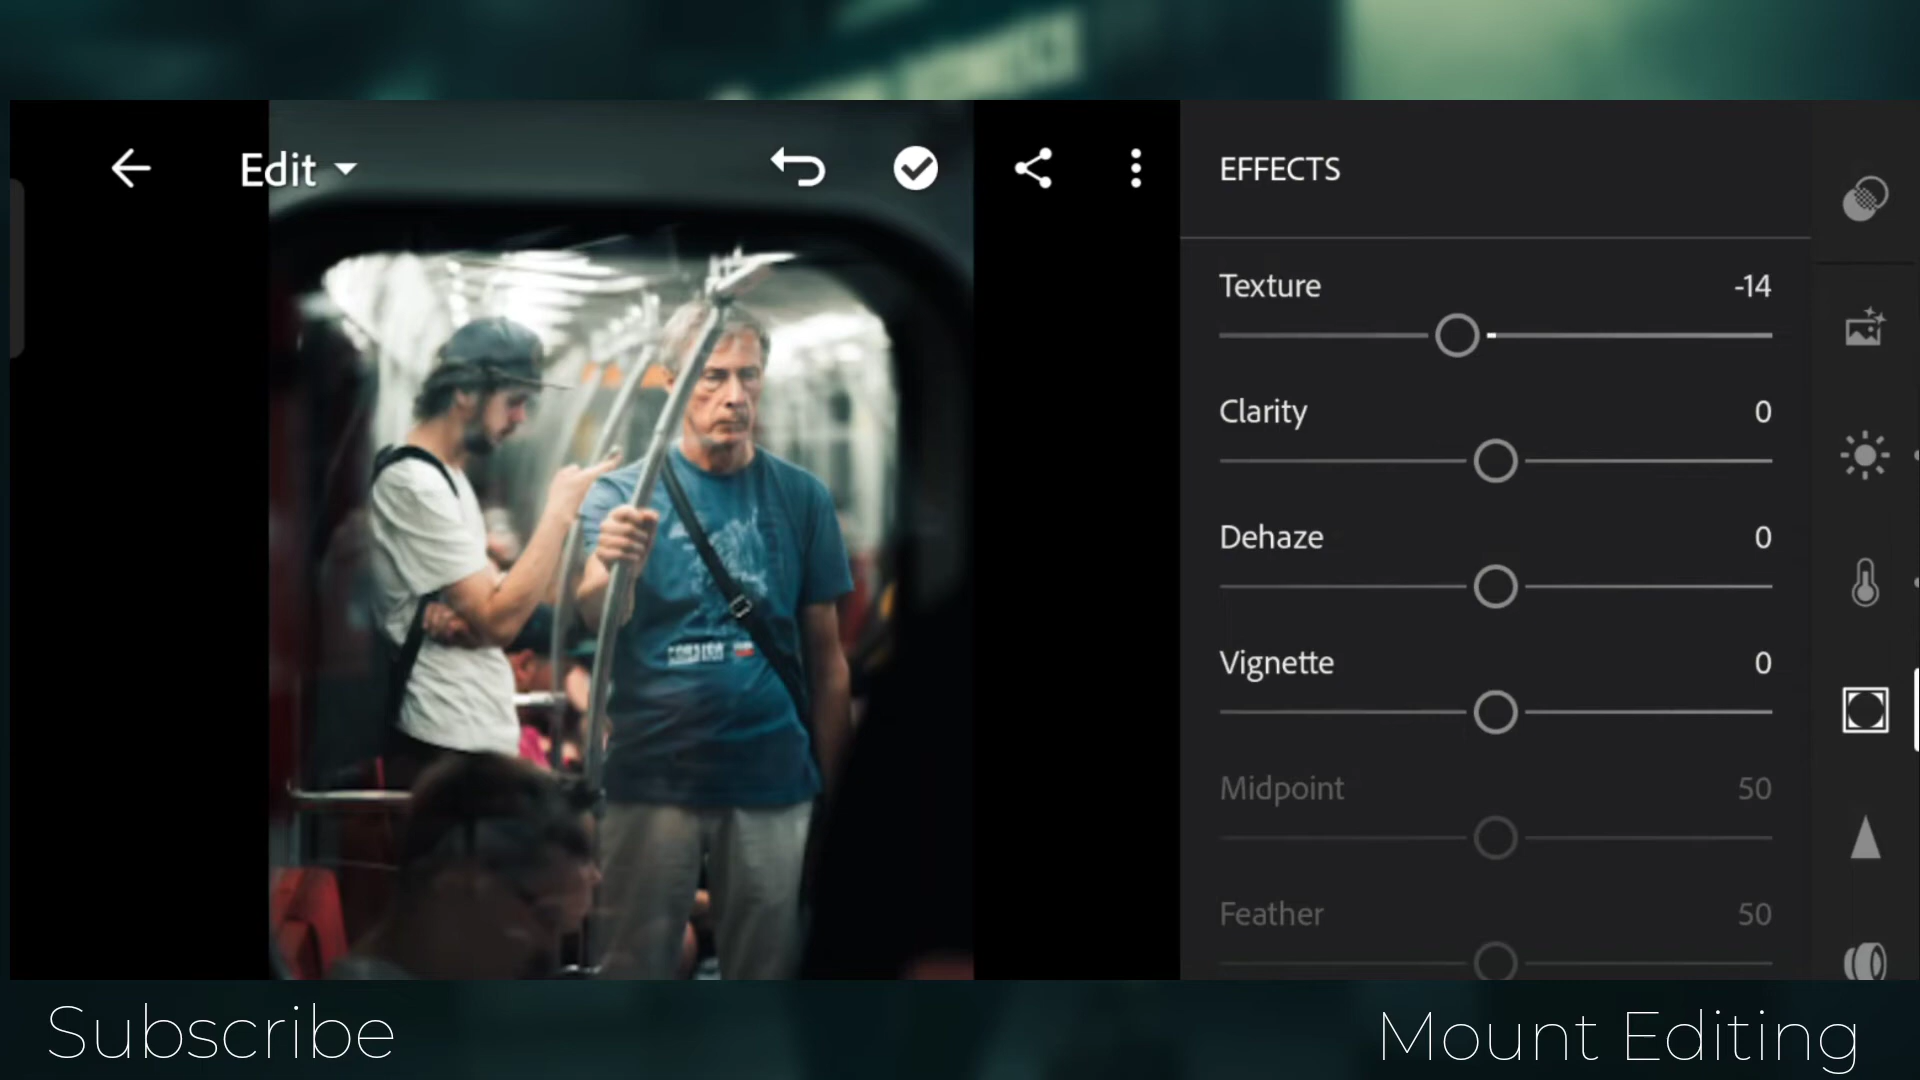 Edit
EFFECTS
Texture -14
Clarity 0
Dehaze 0
Vignette 0
Midpoint 50
Feather 50
Subscribe
Mount Editing